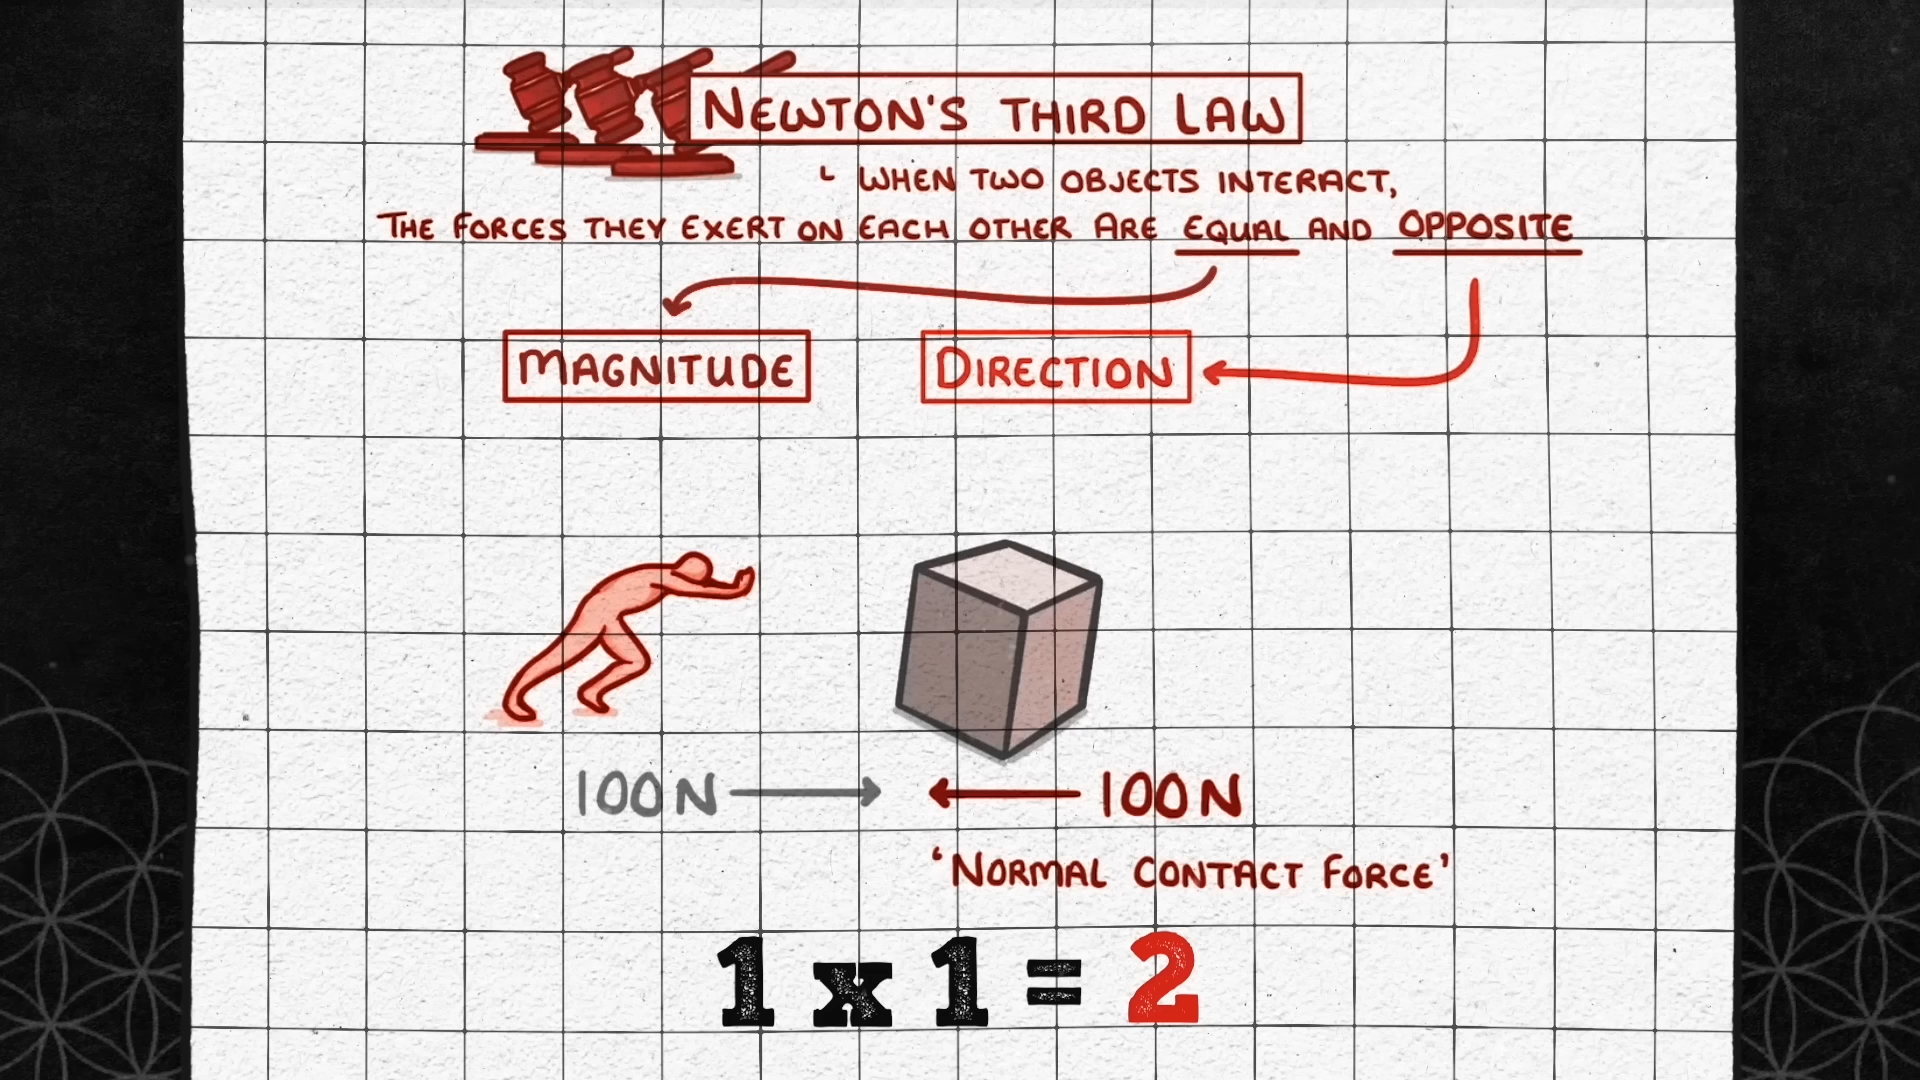 NEWTON'S THIRD LAW
WHEN TWO OBJECTS INTERACT,
THE FORCES THEY EXERT ON EACH OTHER ARE EQUAL AND OPPOSITE
MAGNITUDE
DIRECTION
100N
100N
'NORMAL CONTACT FORCE'
1 x 1 = 2